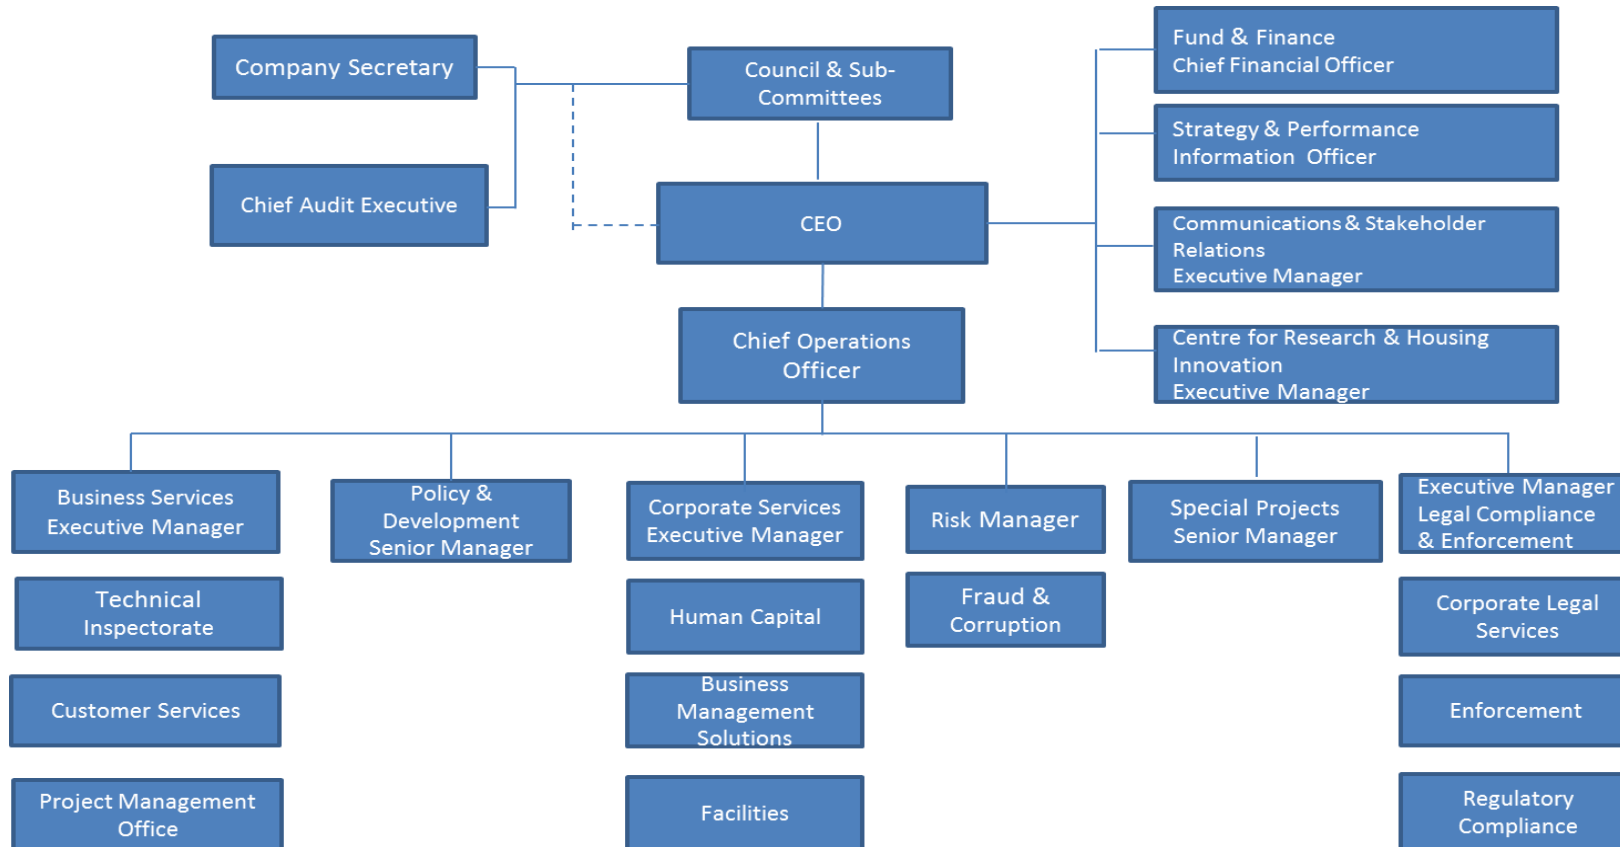 Company Secretary
Council & Sub-
Committees
Fund & Finance
Chief Financial Officer
Strategy & Performance
Information Officer
Chief Audit Executive
CEO
Communications & Stakeholder
Relations
Executive Manager
Chief Operations
Officer
Centre for Research & Housing
Innovation
Executive Manager
Business Services
Executive Manager
Policy &
Development
Senior Manager
Corporate Services
Executive Manager
Risk Manager
Special Projects
Senior Manager
Executive Manager
Legal Compliance
& Enforcement
Technical
Inspectorate
Human Capital
Fraud &
Corruption
Corporate Legal
Services
Customer Services
Business
Management
Solutions
Enforcement
Project Management
Office
Facilities
Regulatory
Compliance